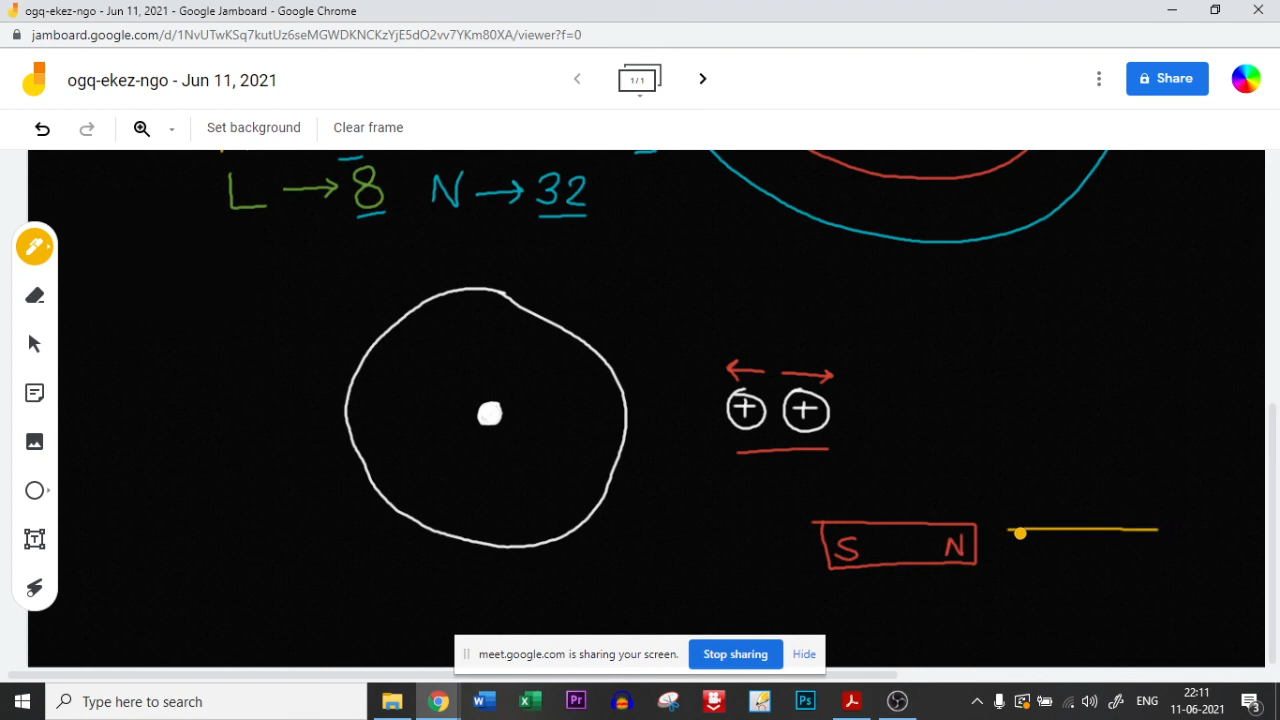 ogq-ekez-ngo - Jun 11, 2021 - Google Jamboard - Google Chrome
jamboard.google.com/d/1NvUTwKSq7kutUz6seMGWDKNCKzYjE5dO2vv7YKm80XA/viewer?f=0
ogq-ekez-ngo - Jun 11, 2021
1/1
Share
Set background
Clear frame
L → 8 N → 32
+ +
S N
meet.google.com is sharing your screen.
Stop sharing
Hide
Type here to search
ENG
22:11
11-06-2021
3